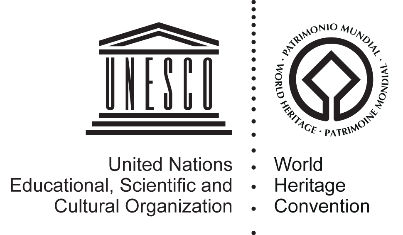 UNESCO
United Nations
Educational, Scientific and
Cultural Organization
· PATRIMONIO MUNDIAL · WORLD HERITAGE · PATRIMOINE MONDIAL
World
Heritage
Convention